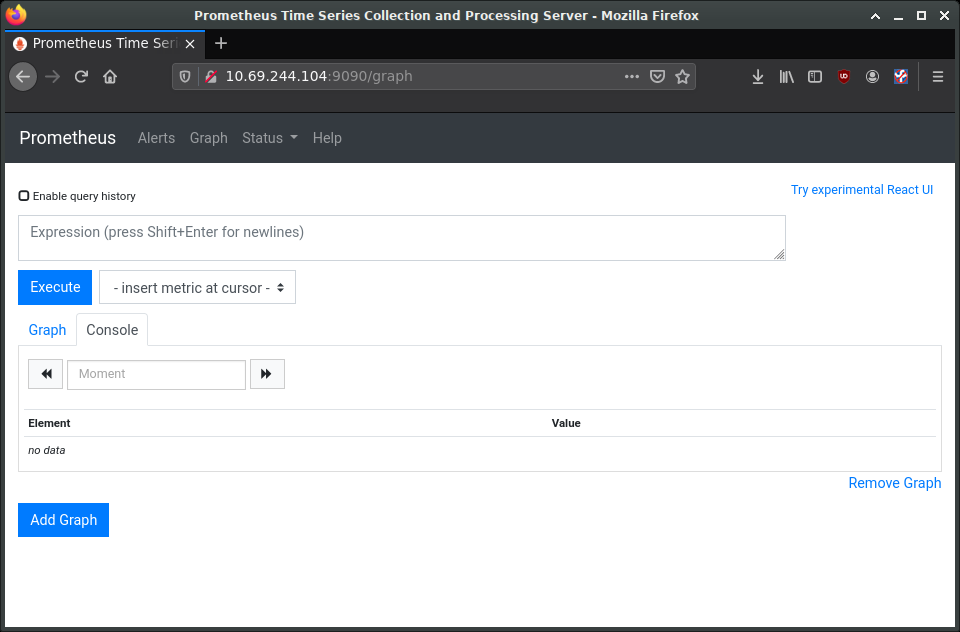 Prometheus Time Series Collection and Processing Server - Mozilla Firefox
Prometheus Time Seri
10.69.244.104:9090/graph
Prometheus Alerts Graph Status Help
Enable query history
Try experimental React UI
Expression (press Shift+Enter for newlines)
Execute
- insert metric at cursor -
Graph Console
Moment
Element Value
no data
Remove Graph
Add Graph